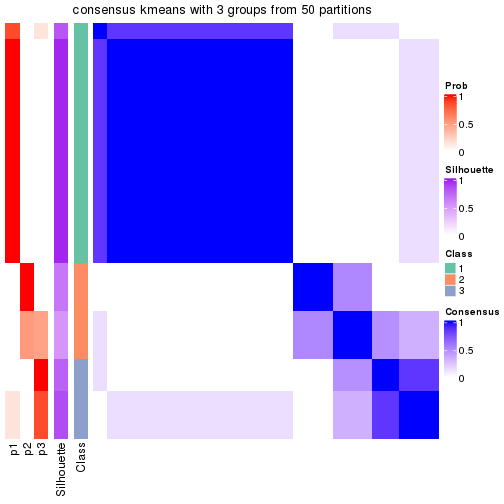 consensus kmeans with 3 groups from 50 partitions
Prob
1
0.5
0
Silhouette
1
0.5
0
Class
1
2
3
Consensus
1
0.5
0
p1
p2
p3
Silhouette
Class